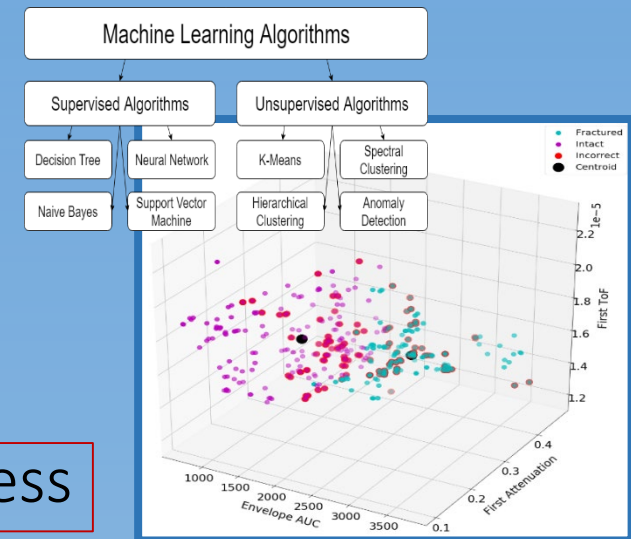 Machine Learning Algorithms
Supervised Algorithms
Unsupervised Algorithms
Decision Tree
Neural Network
K-Means
Spectral
Clustering
Naive Bayes
Support Vector
Machine
Hierarchical
Clustering
Anomaly
Detection
Fractured
Intact
Incorrect
Centroid
1e-5
2.2
2.0
1.8
1.6
1.4
1.2
First ToF
0.4
0.3
0.2
0.1
First Attenuation
1000
1500
2000
2500
3000
3500
Envelope AUC
ess